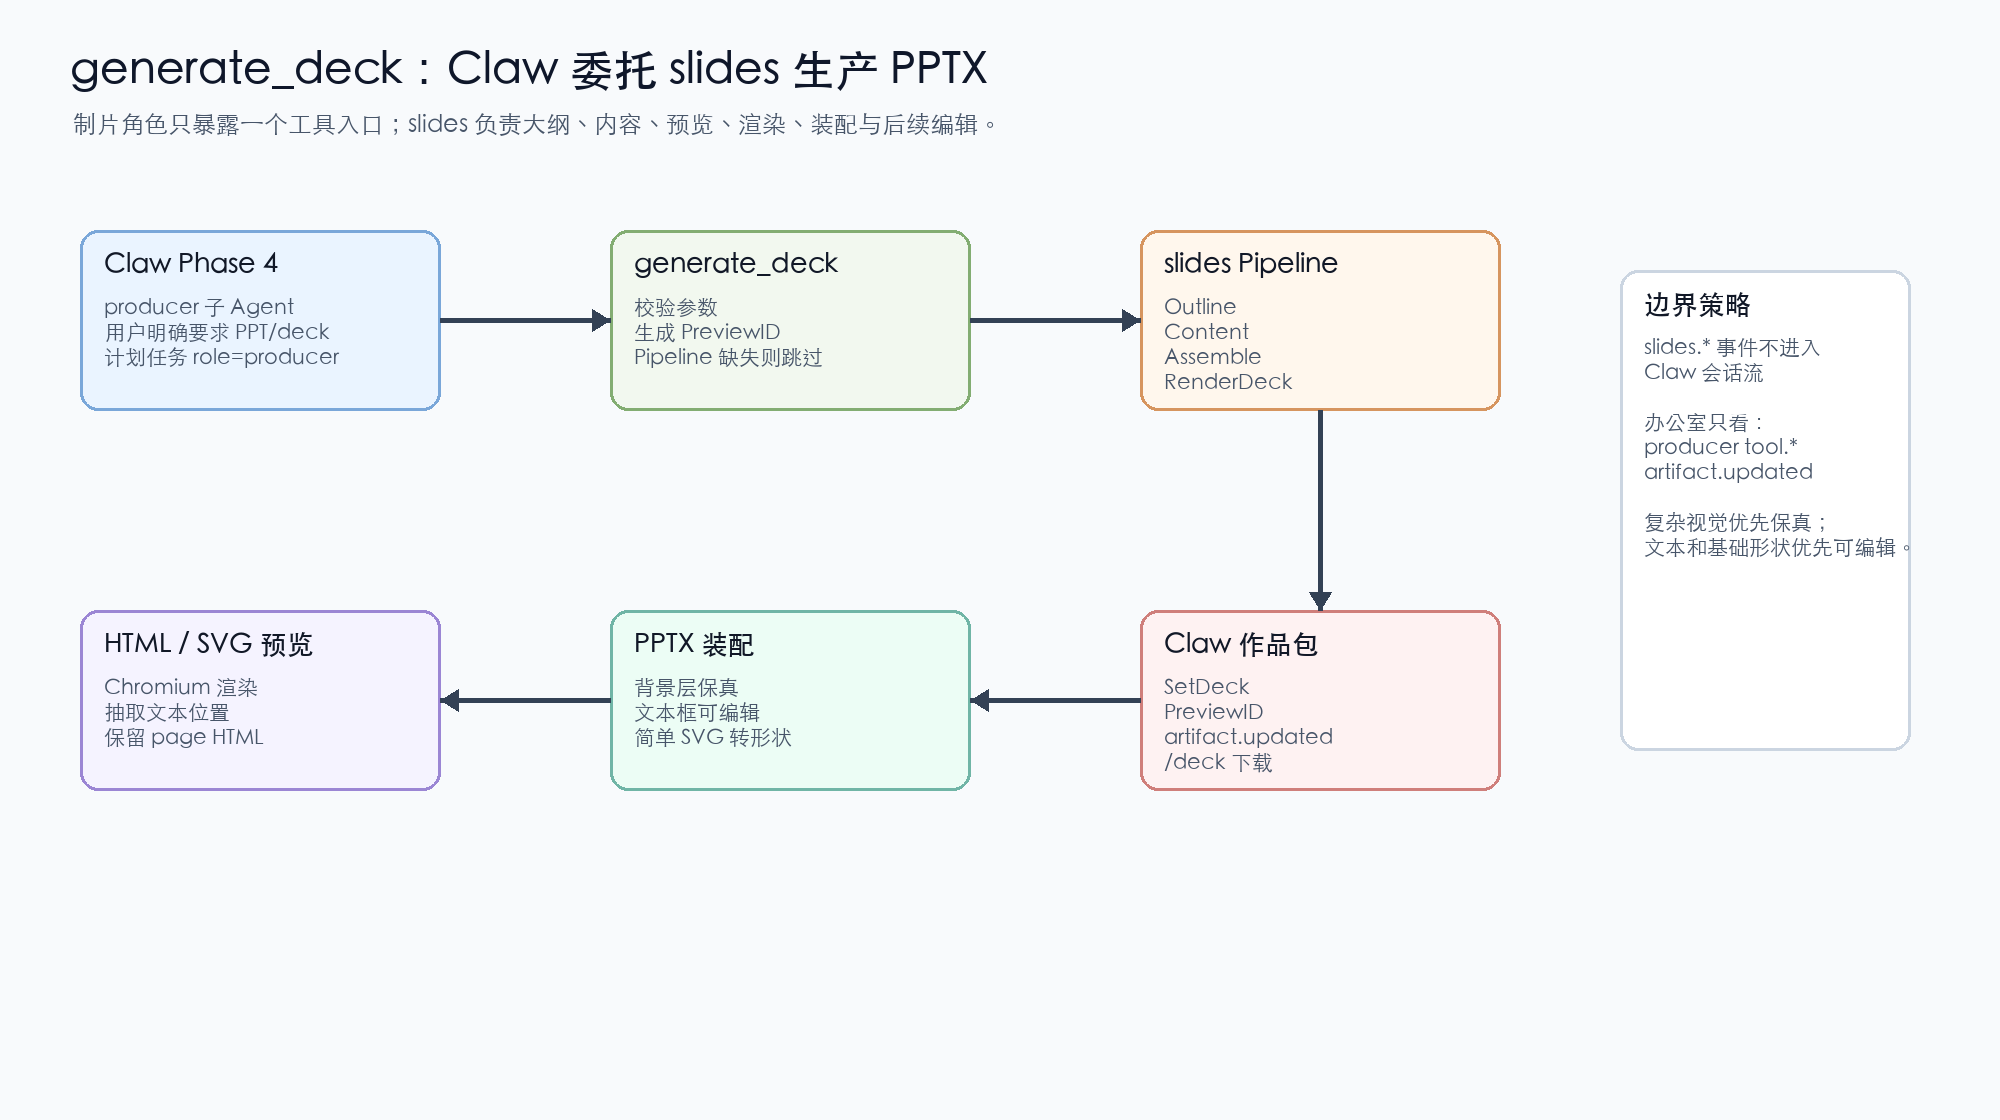 generate_deck：Claw 委托 slides 生产 PPTX
制片角色只暴露一个工具入口；slides 负责大纲、内容、预览、渲染、装配与后续编辑。
Claw Phase 4
producer 子 Agent
用户明确要求 PPT/deck
计划任务 role=producer
generate_deck
校验参数
生成 PreviewID
Pipeline 缺失则跳过
slides Pipeline
Outline
Content
Assemble
RenderDeck
边界策略
slides.* 事件不进入
Claw 会话流
办公室只看：
producer tool.*
artifact.updated
复杂视觉优先保真；
文本和基础形状优先可编辑。
HTML / SVG 预览
Chromium 渲染
抽取文本位置
保留 page HTML
PPTX 装配
背景层保真
文本框可编辑
简单 SVG 转形状
Claw 作品包
SetDeck
PreviewID
artifact.updated
/deck 下载